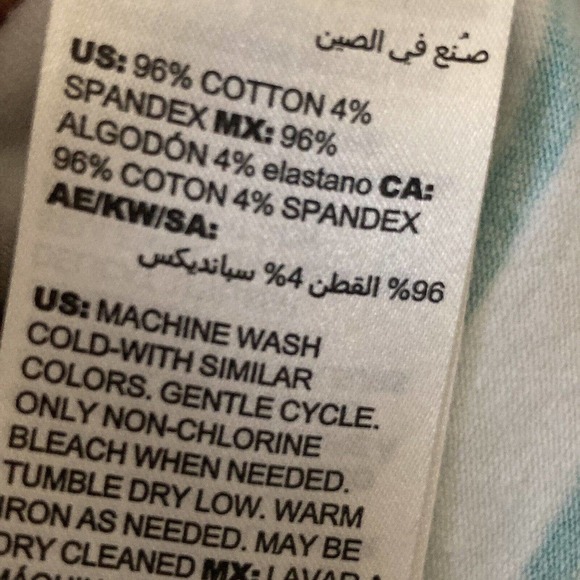 صُنع في الصين
US: 96% COTTON 4%
SPANDEX MX: 96%
ALGODÓN 4% elastano CA:
96% COTON 4% SPANDEX
AE/KW/SA:
96% القطن 4% سبانديكس
US: MACHINE WASH
COLD-WITH SIMILAR
COLORS. GENTLE CYCLE.
ONLY NON-CHLORINE
BLEACH WHEN NEEDED.
TUMBLE DRY LOW. WARM
IRON AS NEEDED. MAY BE
DRY CLEANED MX: LAVAR A